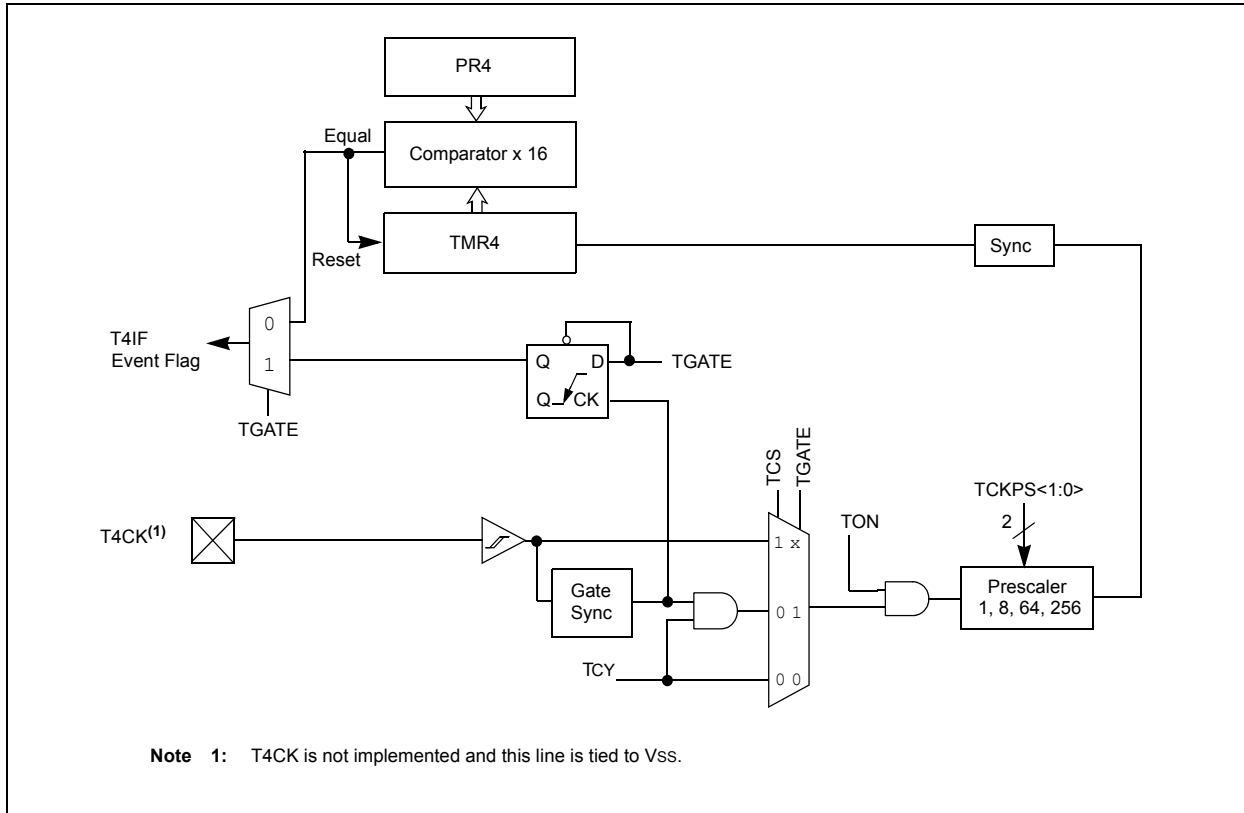 PR4
Equal
Comparator x 16
TMR4
Reset
Sync
0
T4IF
Event Flag
1
Q D
TGATE
Q CK
TGATE
TCS
TGATE
TCKPS<1:0>
2
TON
T4CK(1)
1 x
Prescaler
1, 8, 64, 256
Gate
Sync
0 1
TCY
0 0
Note 1: T4CK is not implemented and this line is tied to VSS.